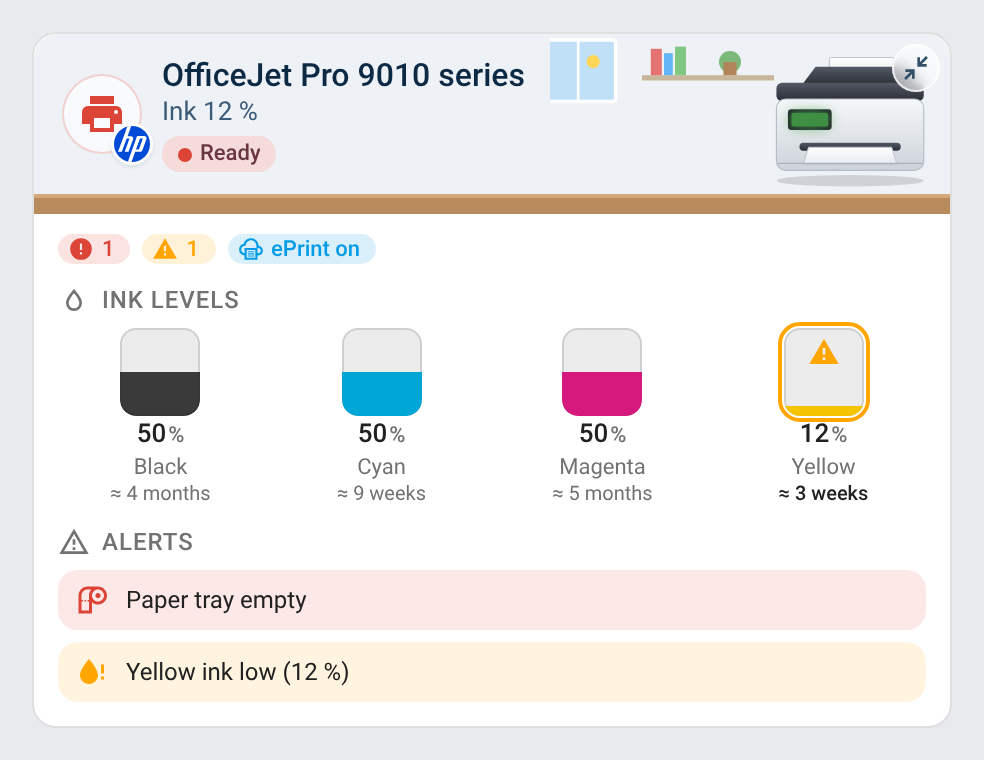 OfficeJet Pro 9010 series
Ink 12 %
hp
Ready
1
1
ePrint on
INK LEVELS
50%
50%
50%
12%
Black
Cyan
Magenta
Yellow
≈ 4 months
≈ 9 weeks
≈ 5 months
≈ 3 weeks
ALERTS
Paper tray empty
Yellow ink low (12 %)